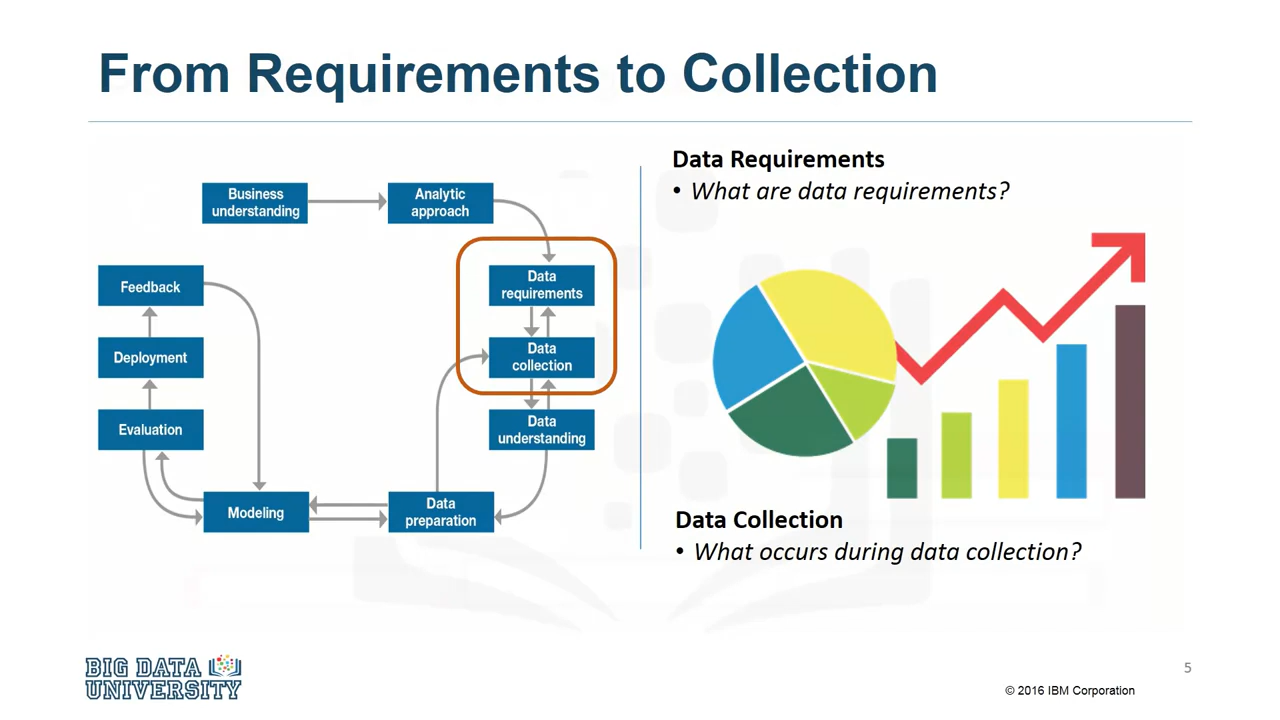 From Requirements to Collection
Business
understanding
Analytic
approach
Data
requirements
Data
collection
Data
understanding
Data
preparation
Modeling
Evaluation
Deployment
Feedback
Data Requirements
• What are data requirements?
Data Collection
• What occurs during data collection?
BIG DATA
UNIVERSITY
5
© 2016 IBM Corporation